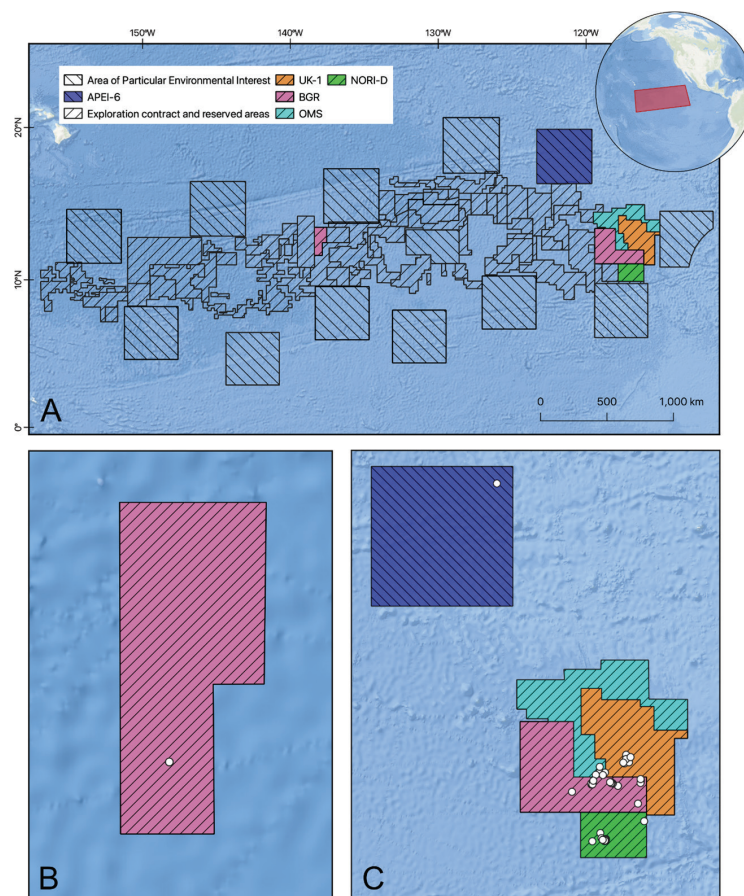 150°W 140°W 130°W 120°W
Area of Particular Environmental Interest UK-1 NORI-D
APEI-6 BGR
Exploration contract and reserved areas OMS
20°N
10°N
0°
A
0 500 1,000 km
B
C